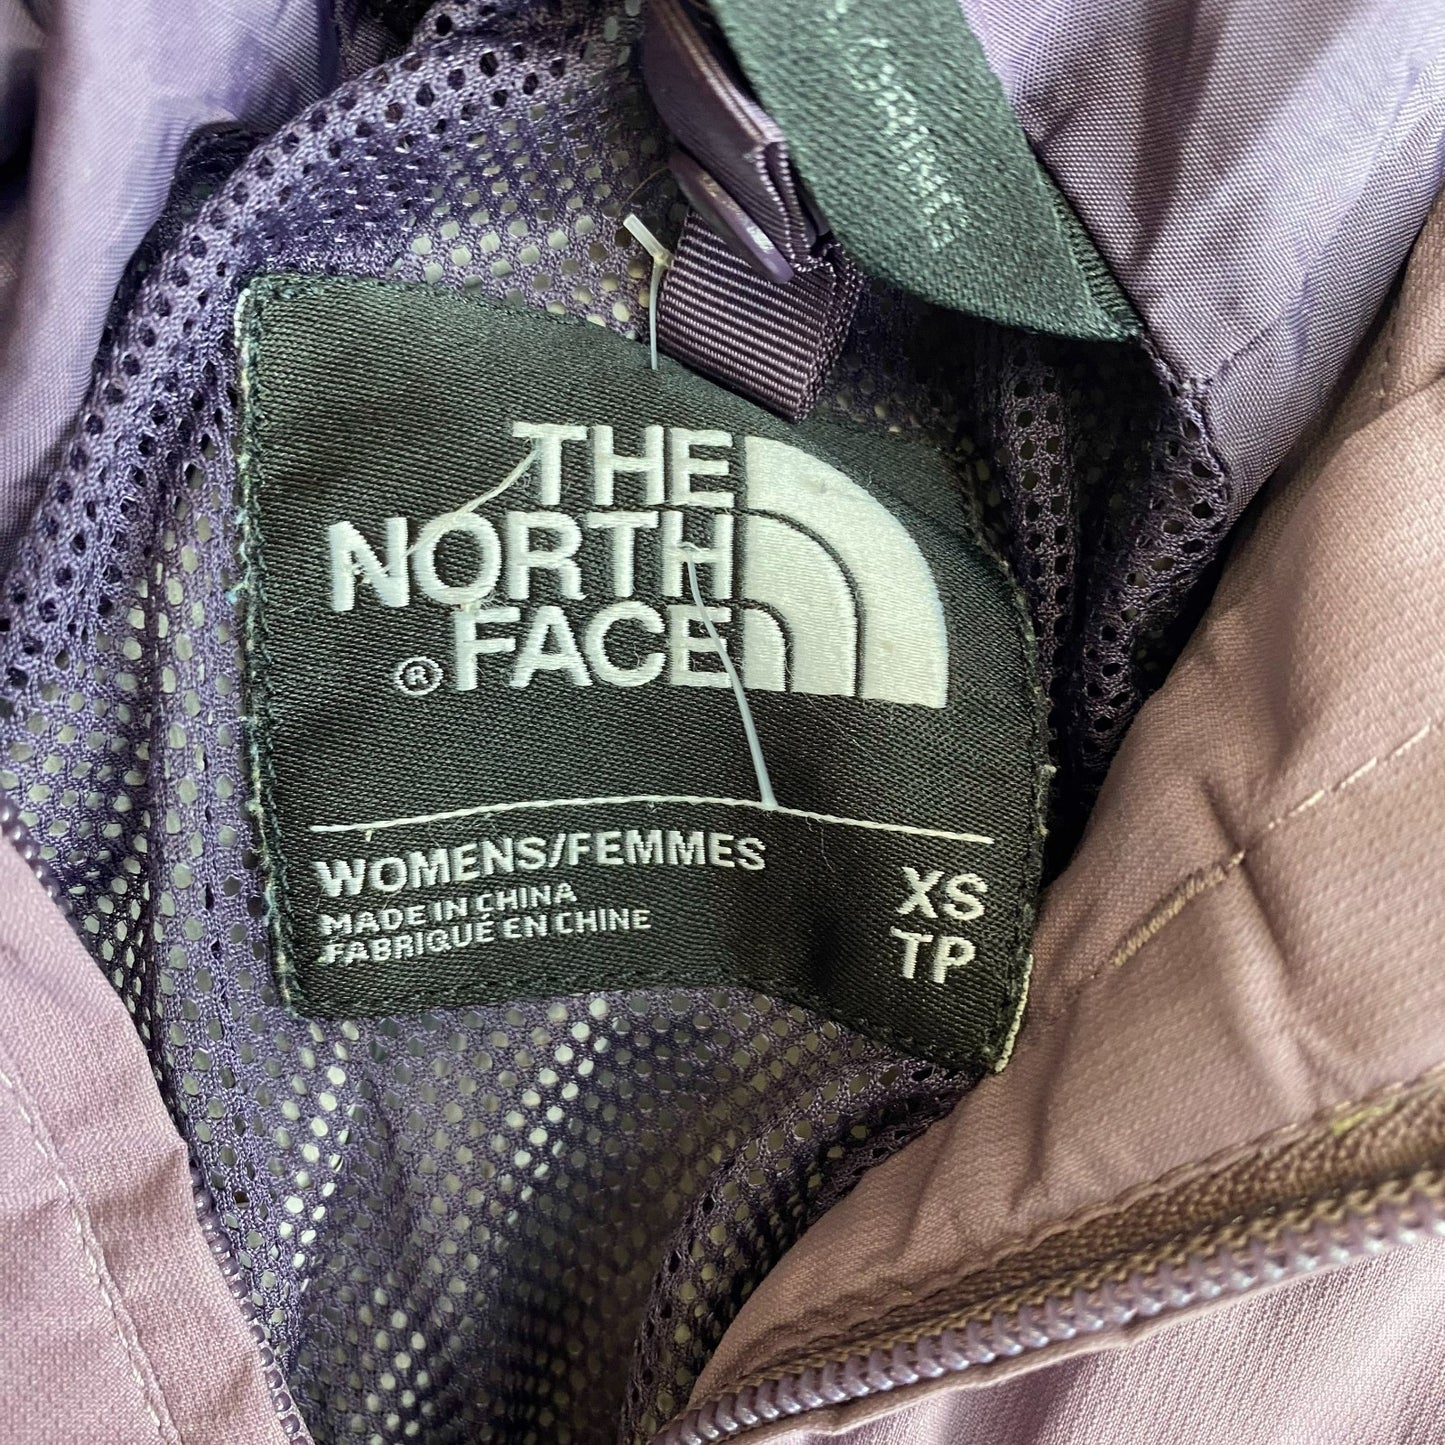 THE
NORTH
FACE
®
WOMENS/FEMMES
MADE IN CHINA
FABRIQUÉ EN CHINE
XS
TP